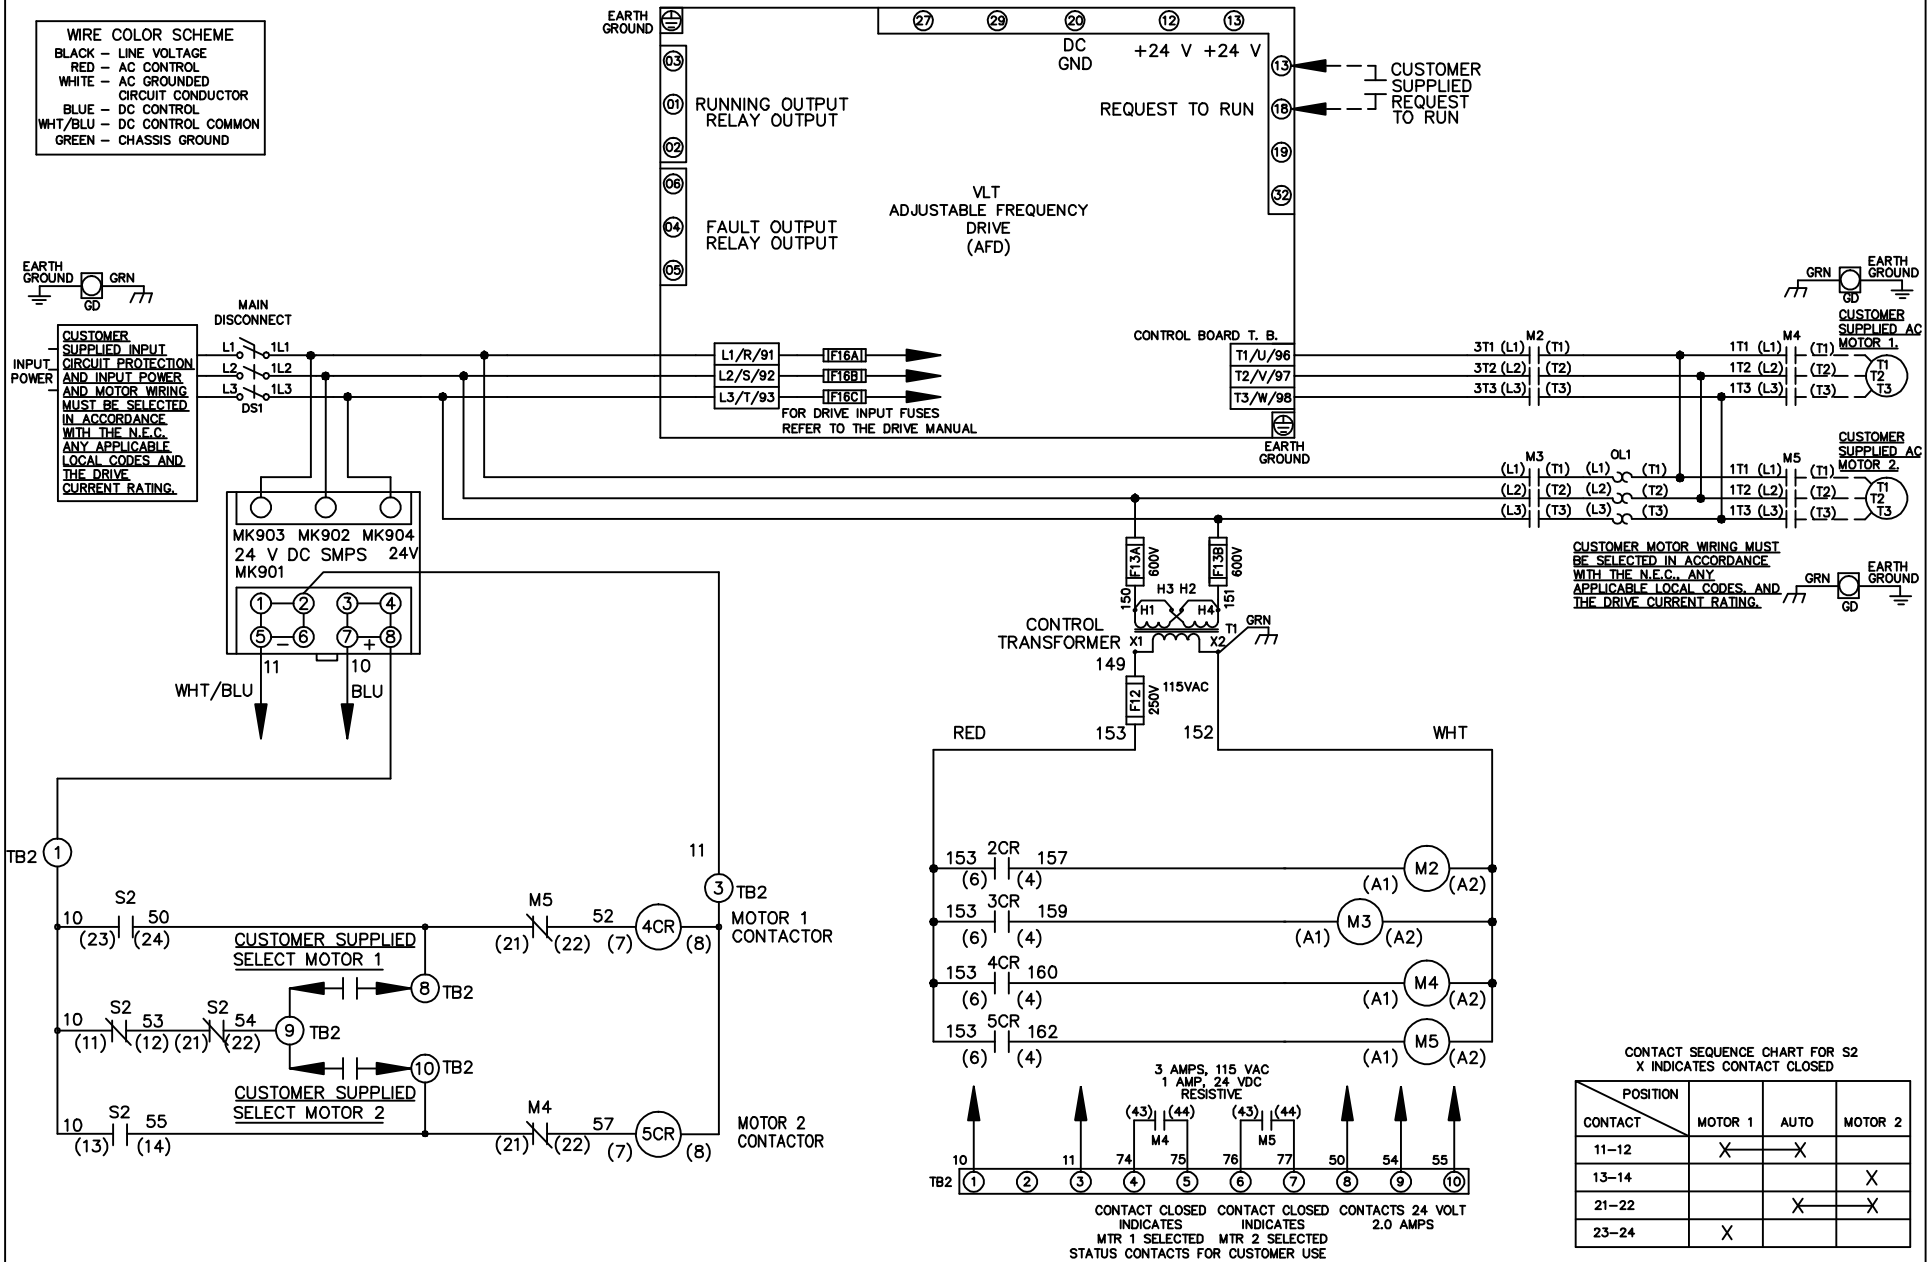 WIRE COLOR SCHEME
BLACK – LINE VOLTAGE
RED – AC CONTROL
WHITE – AC GROUNDED
CIRCUIT CONDUCTOR
BLUE – DC CONTROL
WHT/BLU – DC CONTROL COMMON
GREEN – CHASSIS GROUND
EARTH
GROUND
27 29 20 12 13
DC
GND
+24 V +24 V
03
01
02
RUNNING OUTPUT
RELAY OUTPUT
06
04
05
FAULT OUTPUT
RELAY OUTPUT
REQUEST TO RUN
13
18
19
32
CUSTOMER
SUPPLIED
REQUEST
TO RUN
VLT
ADJUSTABLE FREQUENCY
DRIVE
(AFD)
EARTH
GROUND
GRN
GD
INPUT
POWER
CUSTOMER
SUPPLIED INPUT
CIRCUIT PROTECTION
AND INPUT POWER
AND MOTOR WIRING
MUST BE SELECTED
IN ACCORDANCE
WITH THE N.E.C.
ANY APPLICABLE
LOCAL CODES AND
THE DRIVE
CURRENT RATING.
MAIN
DISCONNECT
L1 1L1
L2 1L2
L3 1L3
DS1
L1/R/91 F16A
L2/S/92 F16B
L3/T/93 F16C
FOR DRIVE INPUT FUSES
REFER TO THE DRIVE MANUAL
CONTROL BOARD T. B.
T1/U/96
T2/V/97
T3/W/98
EARTH
GROUND
M2
3T1 (L1) (T1)
3T2 (L2) (T2)
3T3 (L3) (T3)
M4
1T1 (L1) (T1)
1T2 (L2) (T2)
1T3 (L3) (T3)
GRN
GD
EARTH
GROUND
CUSTOMER
SUPPLIED AC
MOTOR 1.
T1
T2
T3
M3 OL1
(L1) (T1) (L1) (T1)
(L2) (T2) (L2) (T2)
(L3) (T3) (L3) (T3)
M5
1T1 (L1) (T1)
1T2 (L2) (T2)
1T3 (L3) (T3)
CUSTOMER
SUPPLIED AC
MOTOR 2.
T1
T2
T3
CUSTOMER MOTOR WIRING MUST
BE SELECTED IN ACCORDANCE
WITH THE N.E.C., ANY
APPLICABLE LOCAL CODES, AND
THE DRIVE CURRENT RATING.
GRN
GD
EARTH
GROUND
MK903 MK902 MK904
24 V DC SMPS 24V
MK901
1 2 3 4
5 – 6 7 + 8
11 10
WHT/BLU BLU
F13A 600V
F13B 600V
150 151
H3 H2
H1 H4
T1
GRN
CONTROL
TRANSFORMER
X1 X2
149
F12 250V
115VAC
153 152
RED WHT
TB2 1
11
3 TB2
S2
10 50
(23) (24)
M5
(21) (22)
52
(7) 4CR (8)
MOTOR 1
CONTACTOR
CUSTOMER SUPPLIED
SELECT MOTOR 1
8 TB2
S2 S2
10 53 54
(11) (12) (21) (22)
9 TB2
10 TB2
CUSTOMER SUPPLIED
SELECT MOTOR 2
S2
10 55
(13) (14)
M4
(21) (22)
57
(7) 5CR (8)
MOTOR 2
CONTACTOR
153 2CR 157
(6) (4)
(A1) M2 (A2)
153 3CR 159
(6) (4)
(A1) M3 (A2)
153 4CR 160
(6) (4)
(A1) M4 (A2)
153 5CR 162
(6) (4)
(A1) M5 (A2)
3 AMPS, 115 VAC
1 AMP, 24 VDC
RESISTIVE
(43) (44) (43) (44)
M4 M5
10 11 74 75 76 77 50 54 55
TB2 1 2 3 4 5 6 7 8 9 10
CONTACT CLOSED
INDICATES
MTR 1 SELECTED
CONTACT CLOSED
INDICATES
MTR 2 SELECTED
CONTACTS 24 VOLT
2.0 AMPS
STATUS CONTACTS FOR CUSTOMER USE
CONTACT SEQUENCE CHART FOR S2
X INDICATES CONTACT CLOSED
POSITION
CONTACT MOTOR 1 AUTO MOTOR 2
11–12 X X
13–14 X
21–22 X X
23–24 X